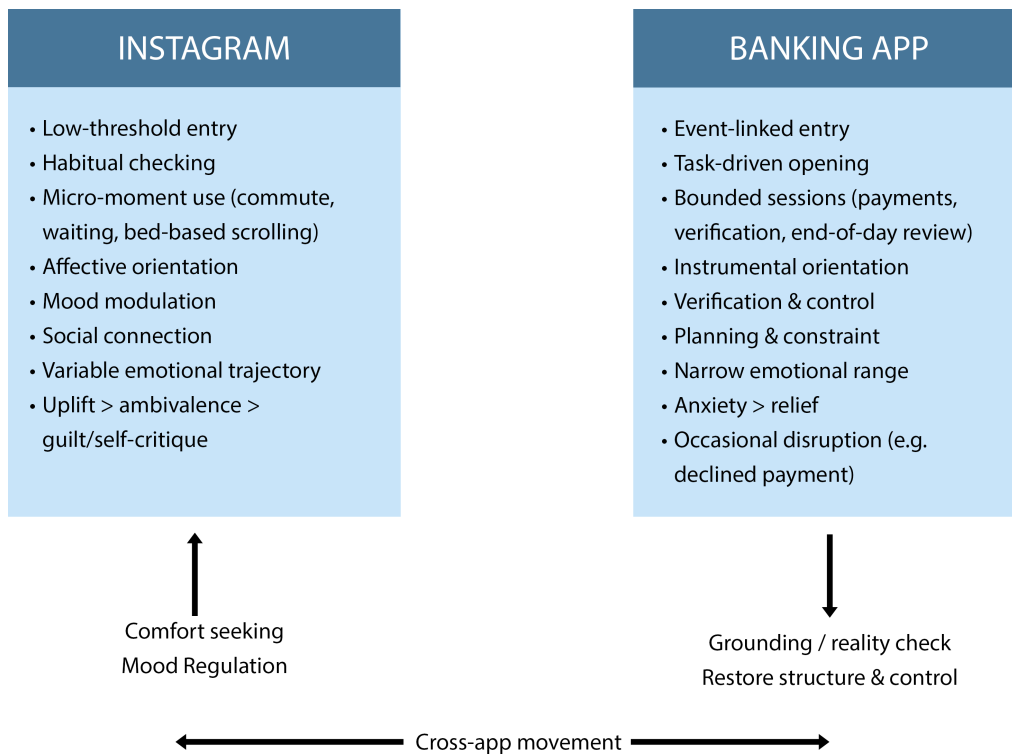 INSTAGRAM
• Low-threshold entry
• Habitual checking
• Micro-moment use (commute,
waiting, bed-based scrolling)
• Affective orientation
• Mood modulation
• Social connection
• Variable emotional trajectory
• Uplift > ambivalence >
guilt/self-critique
BANKING APP
• Event-linked entry
• Task-driven opening
• Bounded sessions (payments,
verification, end-of-day review)
• Instrumental orientation
• Verification & control
• Planning & constraint
• Narrow emotional range
• Anxiety > relief
• Occasional disruption (e.g.
declined payment)
Comfort seeking
Mood Regulation
Grounding / reality check
Restore structure & control
Cross-app movement